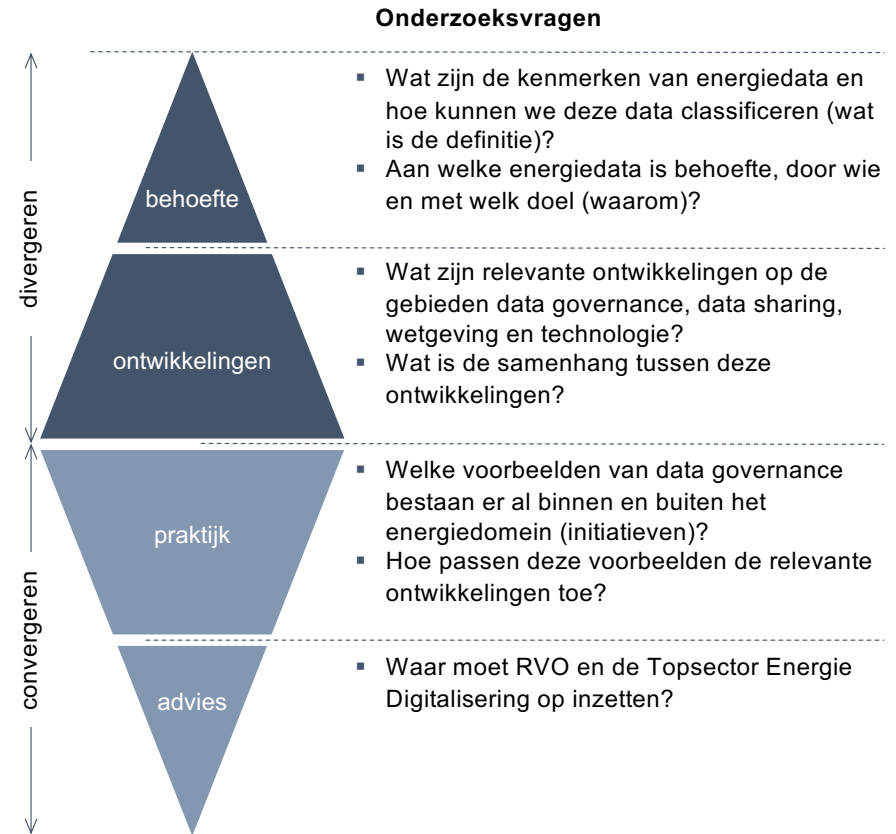 Onderzoeksvragen
divergeren
behoefte
▪ Wat zijn de kenmerken van energiedata en
hoe kunnen we deze data classificeren (wat
is de definitie)?
▪ Aan welke energiedata is behoefte, door wie
en met welk doel (waarom)?
ontwikkelingen
▪ Wat zijn relevante ontwikkelingen op de
gebieden data governance, data sharing,
wetgeving en technologie?
▪ Wat is de samenhang tussen deze
ontwikkelingen?
convergeren
praktijk
▪ Welke voorbeelden van data governance
bestaan er al binnen en buiten het
energiedomein (initiatieven)?
▪ Hoe passen deze voorbeelden de relevante
ontwikkelingen toe?
advies
▪ Waar moet RVO en de Topsector Energie
Digitalisering op inzetten?